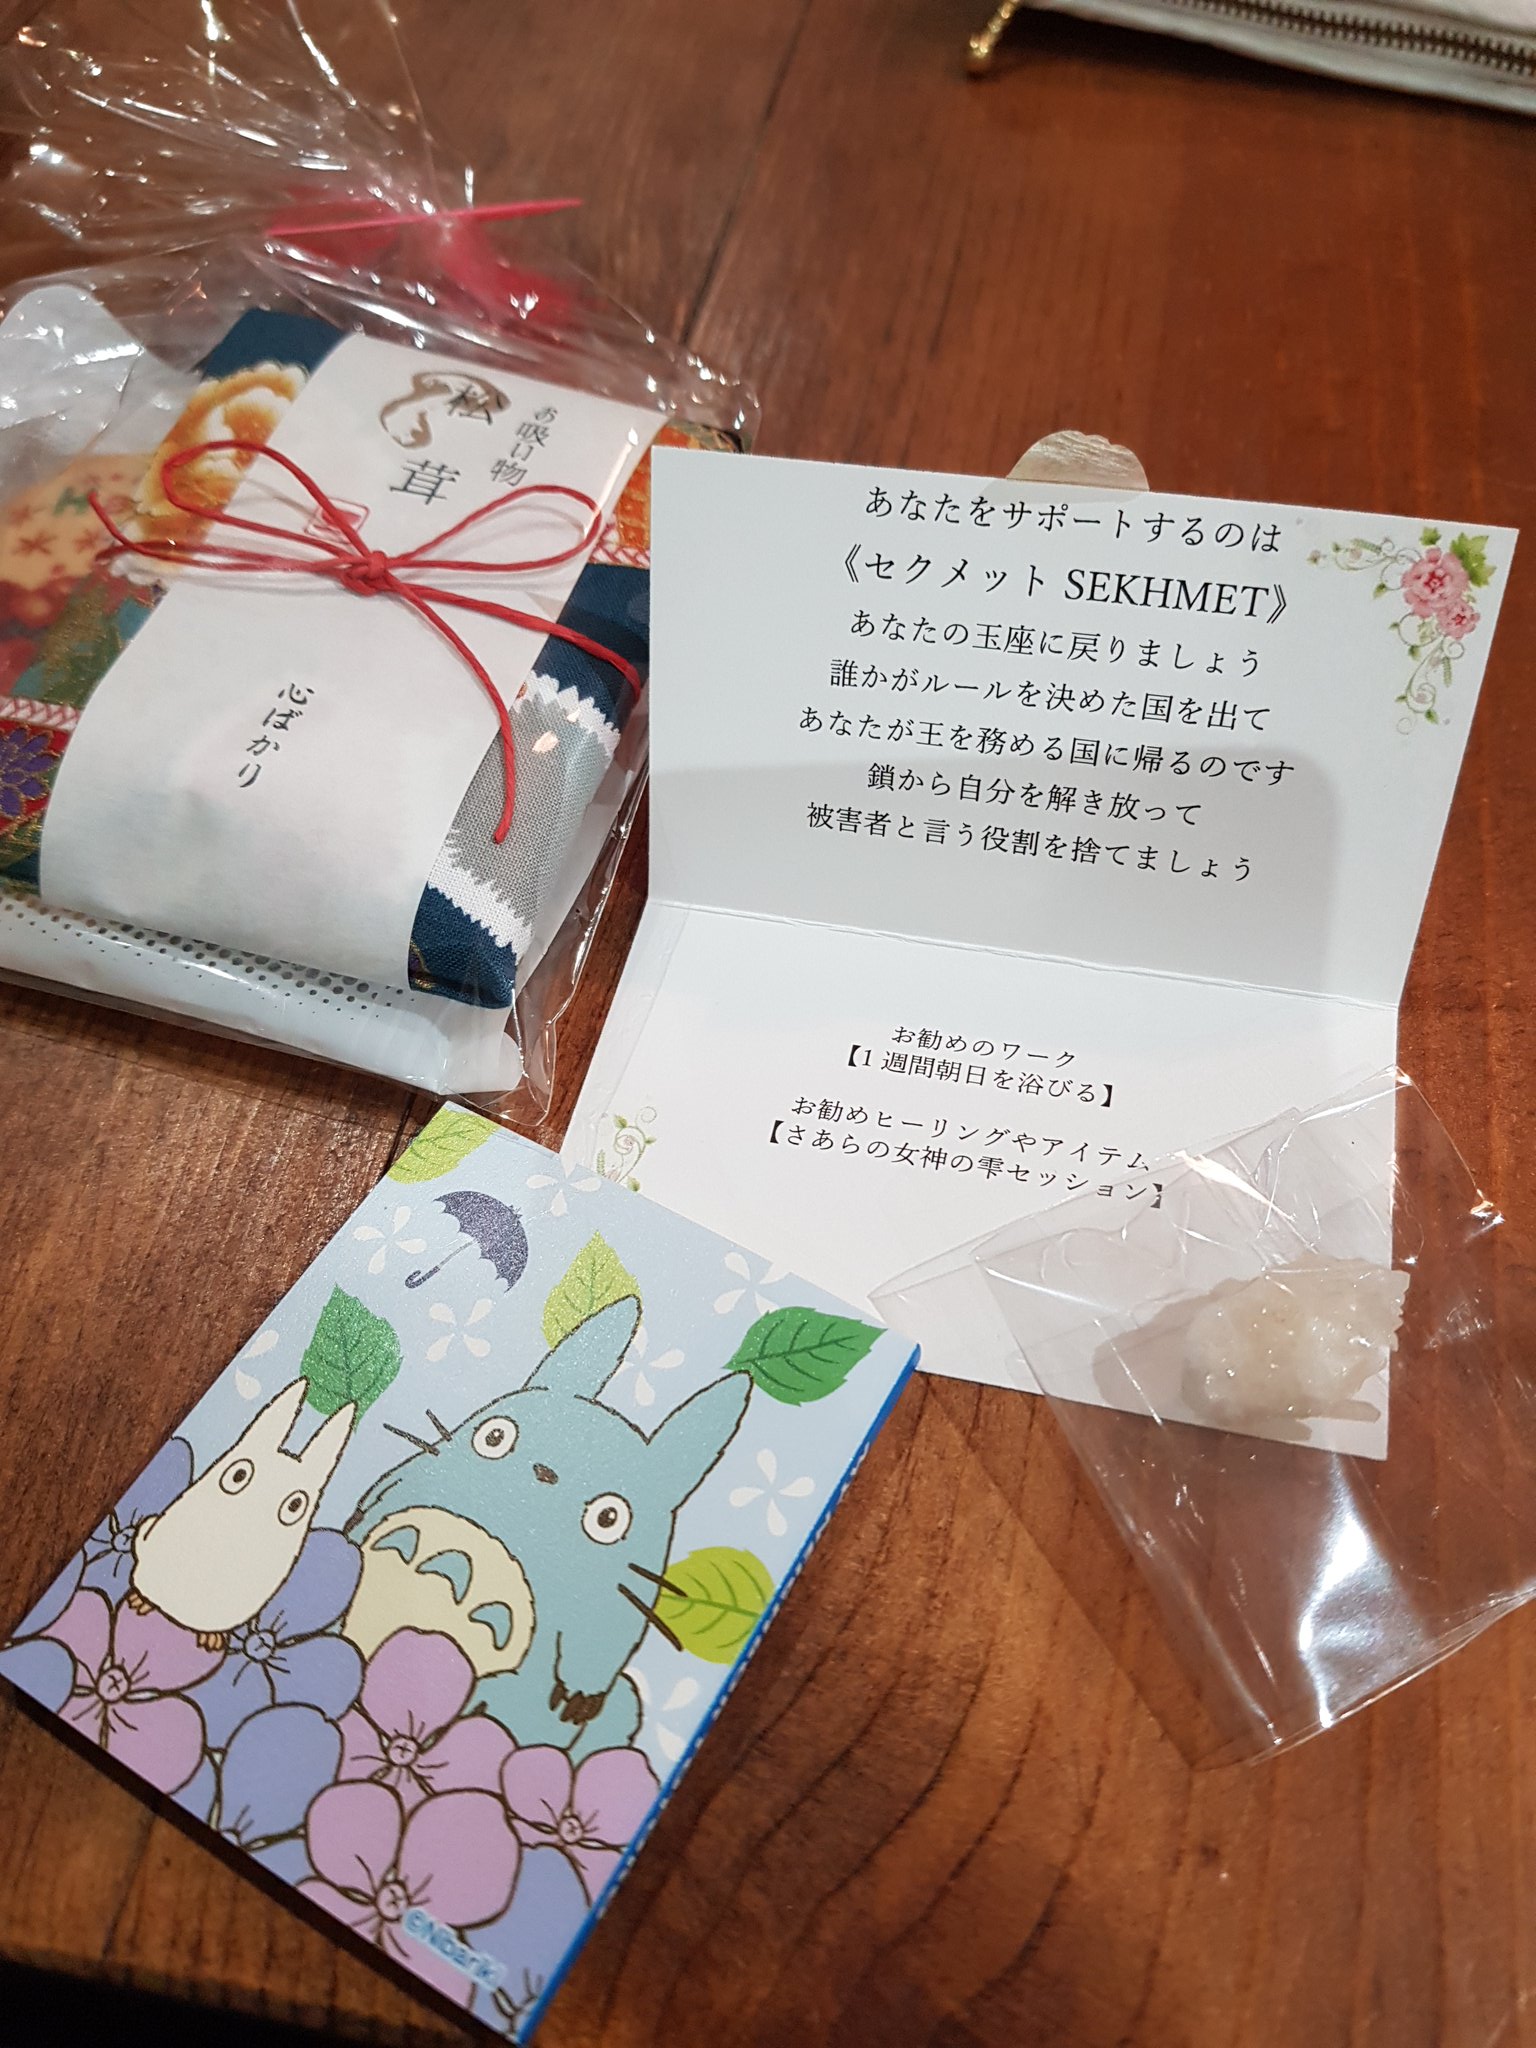 お吸い物
松茸
心ばかり
あなたをサポートするのは
《セクメット SEKHMET》
あなたの玉座に戻りましょう
誰かがルールを決めた国を出て
あなたが王を務める国に帰るのです
鎖から自分を解き放って
被害者と言う役割を捨てましょう
お勧めのワーク
【1週間朝日を浴びる】
お勧めヒーリングやアイテム
【さあらの女神の雫セッション】
©Nibariki